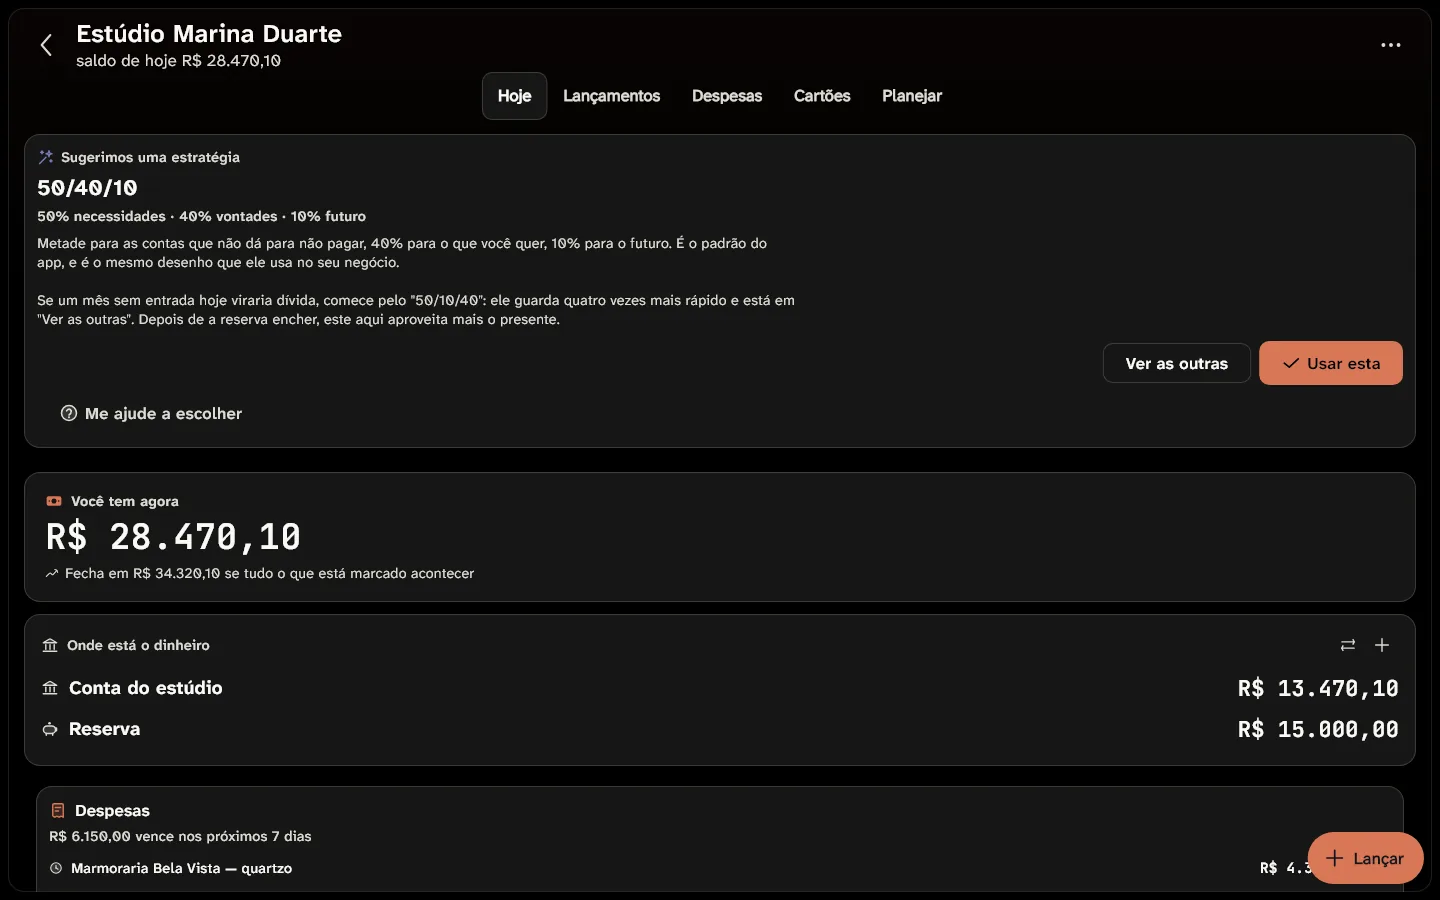 Estúdio Marina Duarte
saldo de hoje R$ 28.470,10
Hoje
Lançamentos
Despesas
Cartões
Planejar
Sugerimos uma estratégia
50/40/10
50% necessidades · 40% vontades · 10% futuro
Metade para as contas que não dá para não pagar, 40% para o que você quer, 10% para o futuro. É o padrão do
app, e é o mesmo desenho que ele usa no seu negócio.
Se um mês sem entrada hoje viraria dívida, comece pelo "50/10/40": ele guarda quatro vezes mais rápido e está em
"Ver as outras". Depois de a reserva encher, este aqui aproveita mais o presente.
Ver as outras
Usar esta
Me ajude a escolher
Você tem agora
R$ 28.470,10
Fecha em R$ 34.320,10 se tudo o que está marcado acontecer
Onde está o dinheiro
Conta do estúdio
R$ 13.470,10
Reserva
R$ 15.000,00
Despesas
R$ 6.150,00 vence nos próximos 7 dias
Marmoraria Bela Vista — quartzo
R$ 4.3
Lançar